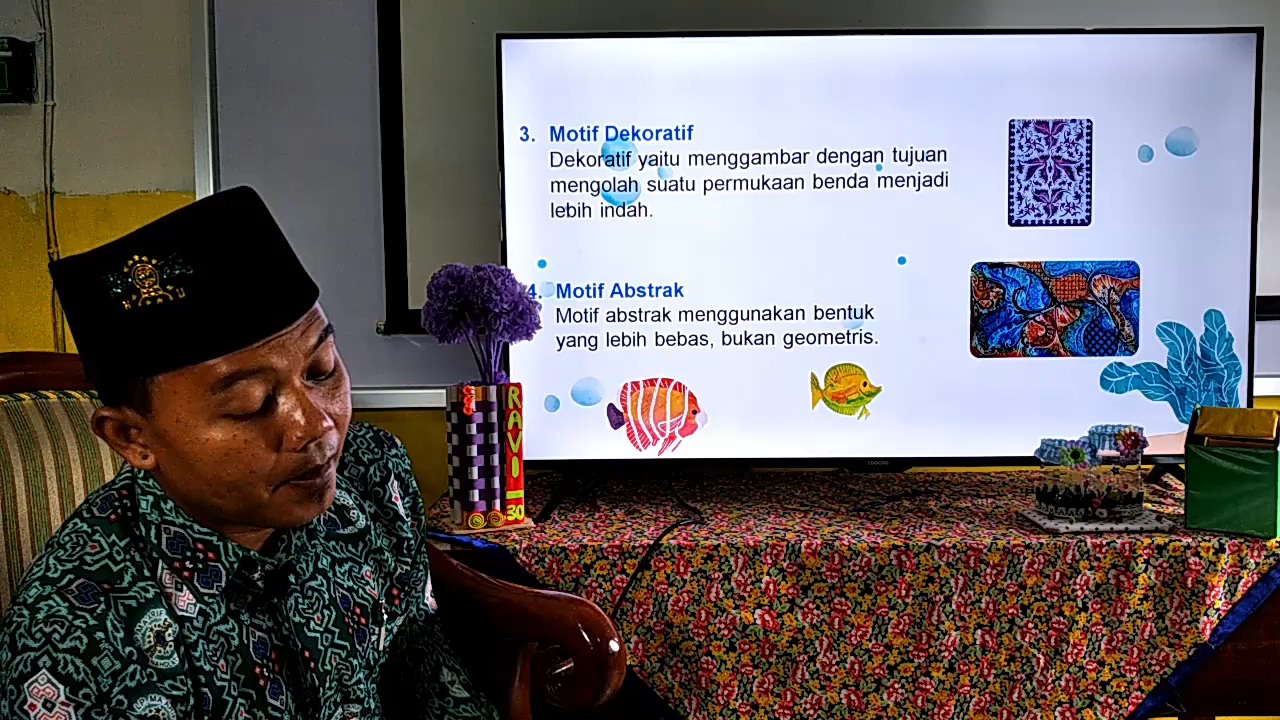 3. Motif Dekoratif
Dekoratif yaitu menggambar dengan tujuan
mengolah suatu permukaan benda menjadi
lebih indah.
4. Motif Abstrak
Motif abstrak menggunakan bentuk
yang lebih bebas, bukan geometris.
RAVI
30
COOCAA